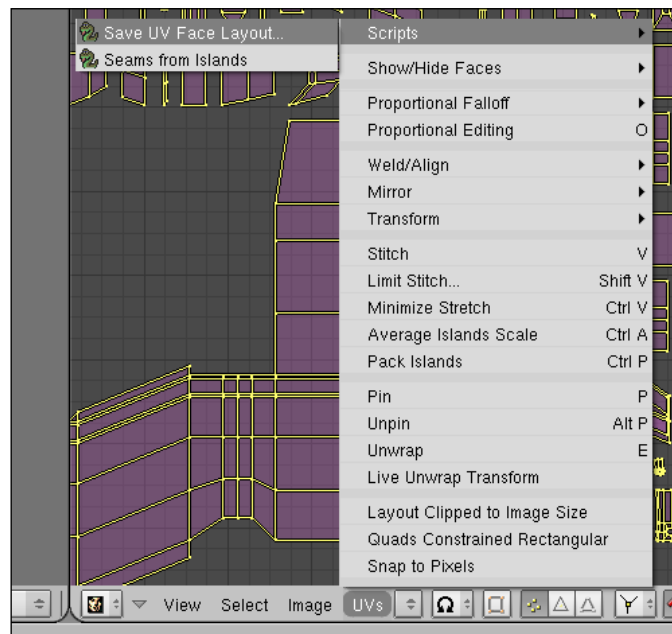 Save UV Face Layout...
Seams from Islands
Scripts
Show/Hide Faces
Proportional Falloff
Proportional Editing O
Weld/Align
Mirror
Transform
Stitch V
Limit Stitch... Shift V
Minimize Stretch Ctrl V
Average Islands Scale Ctrl A
Pack Islands Ctrl P
Pin P
Unpin Alt P
Unwrap E
Live Unwrap Transform
Layout Clipped to Image Size
Quads Constrained Rectangular
Snap to Pixels
View Select Image UVs